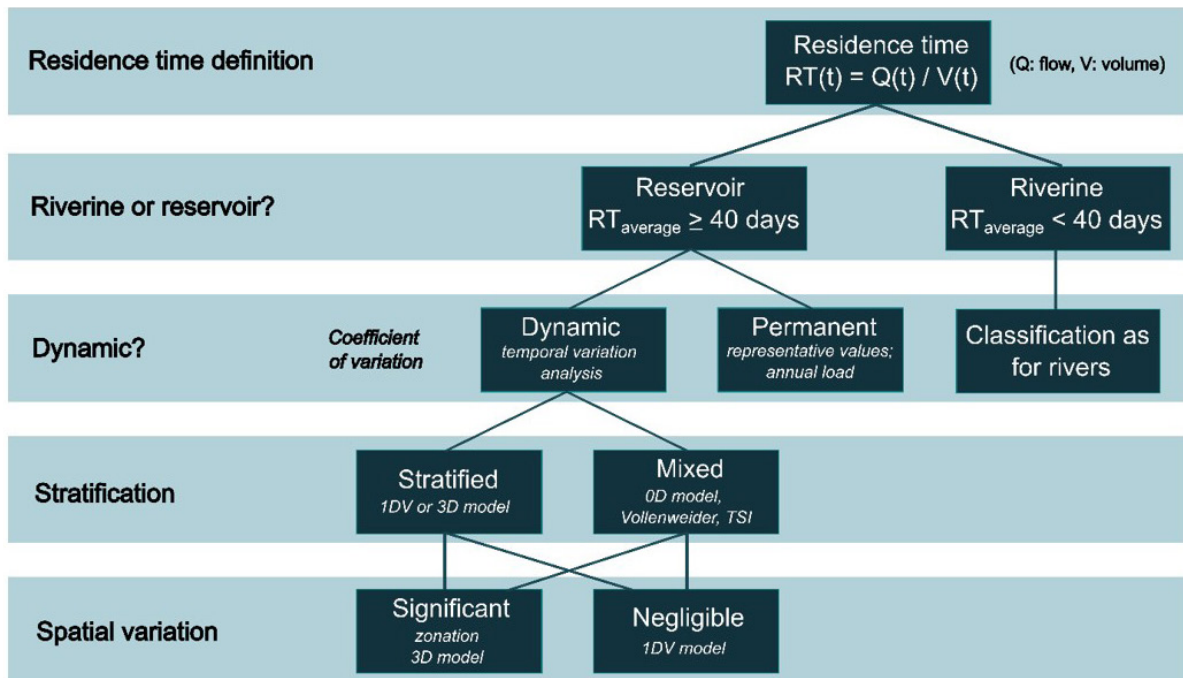 Residence time definition
Residence time
RT(t) = Q(t) / V(t)
(Q: flow, V: volume)
Riverine or reservoir?
Reservoir
RTaverage ≥ 40 days
Riverine
RTaverage < 40 days
Dynamic?
Coefficient
of variation
Dynamic
temporal variation
analysis
Permanent
representative values;
annual load
Classification as
for rivers
Stratification
Stratified
1DV or 3D model
Mixed
0D model,
Vollenweider, TSI
Spatial variation
Significant
zonation
3D model
Negligible
1DV model